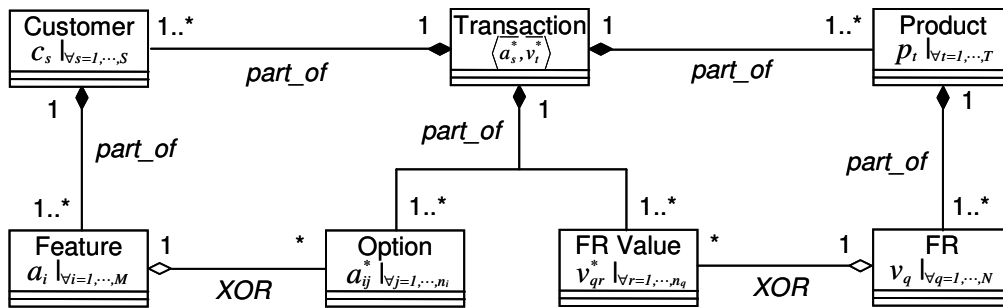 Customer
c_s |∀s=1,⋯,S
1..*
1
Transaction
⟨a_s^*, v_t^*⟩
1
1..*
Product
p_t |∀t=1,⋯,T
part_of
part_of
1
1
1
part_of
part_of
part_of
1..*
1..*
1..*
1..*
Feature
a_i |∀i=1,⋯,M
1
*
Option
a_ij^* |∀j=1,⋯,n_i
FR Value
v_qr^* |∀r=1,⋯,n_q
*
1
FR
v_q |∀q=1,⋯,N
XOR
XOR